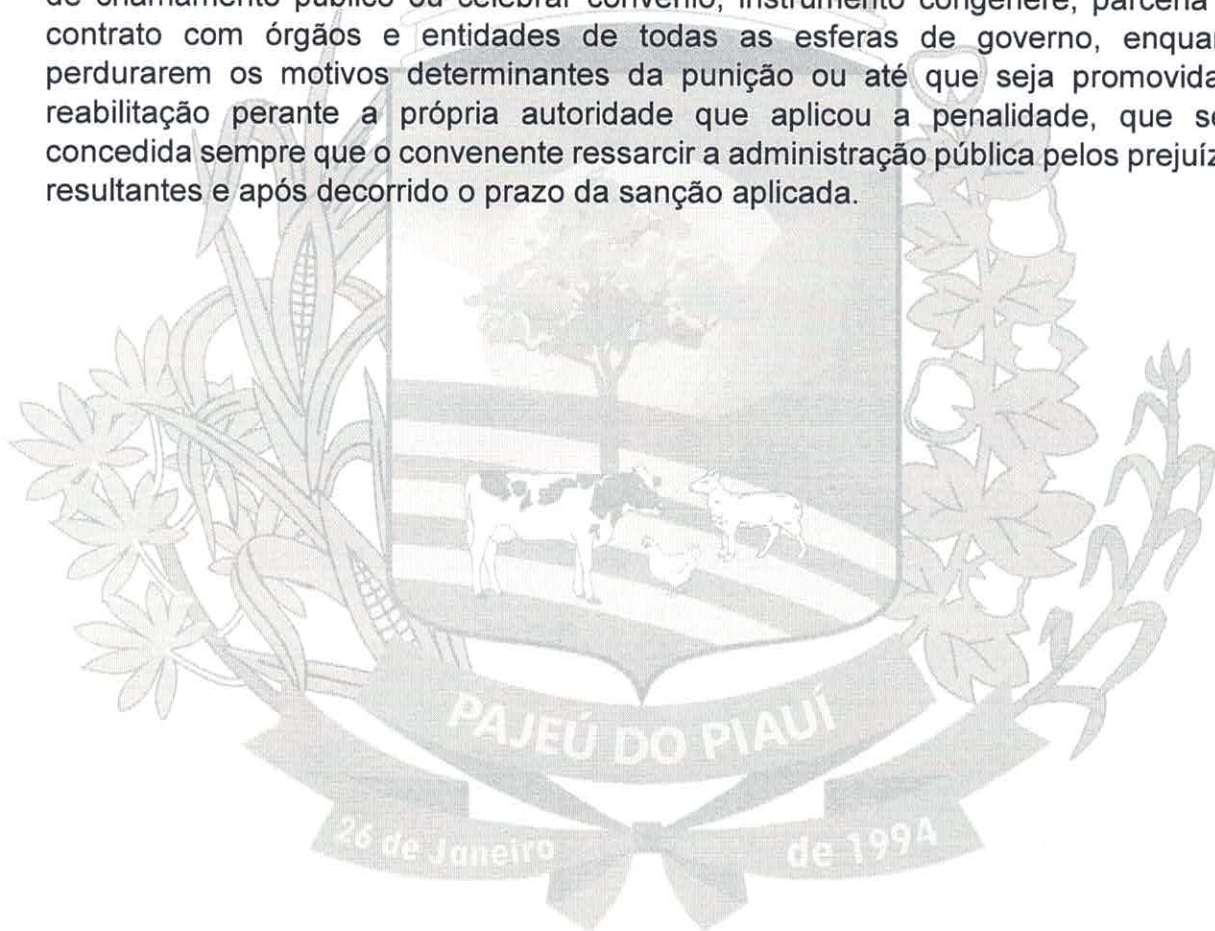 de chamamento público ou celebrar convênio, instrumento congênere, parceria
contrato com órgãos e entidades de todas as esferas de governo, enquan
perdurarem os motivos determinantes da punição ou até que seja promovida
reabilitação perante a própria autoridade que aplicou a penalidade, que se
concedida sempre que o convenente ressarcir a administração pública pelos prejuíz
resultantes e após decorrido o prazo da sanção aplicada.
PAJEÚ DO PIAUÍ
26 de Janeiro de 1994